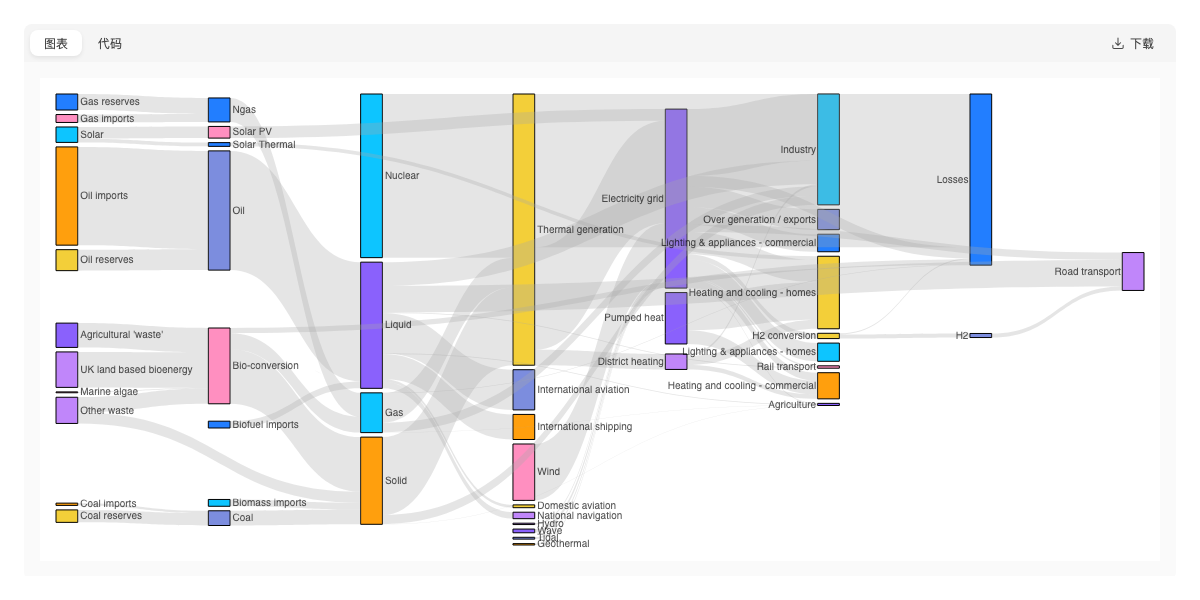 图表
代码
下载
Gas reserves
Gas imports
Solar
Oil imports
Oil reserves
Agricultural 'waste'
UK land based bioenergy
Marine algae
Other waste
Coal imports
Coal reserves
Ngas
Solar PV
Solar Thermal
Oil
Bio-conversion
Biofuel imports
Biomass imports
Coal
Nuclear
Liquid
Gas
Solid
Thermal generation
International aviation
International shipping
Wind
Domestic aviation
National navigation
Hydro
Wave
Tidal
Geothermal
Electricity grid
Pumped heat
District heating
Industry
Over generation / exports
Lighting & appliances - commercial
Heating and cooling - homes
H2 conversion
Lighting & appliances - homes
Rail transport
Heating and cooling - commercial
Agriculture
Losses
H2
Road transport